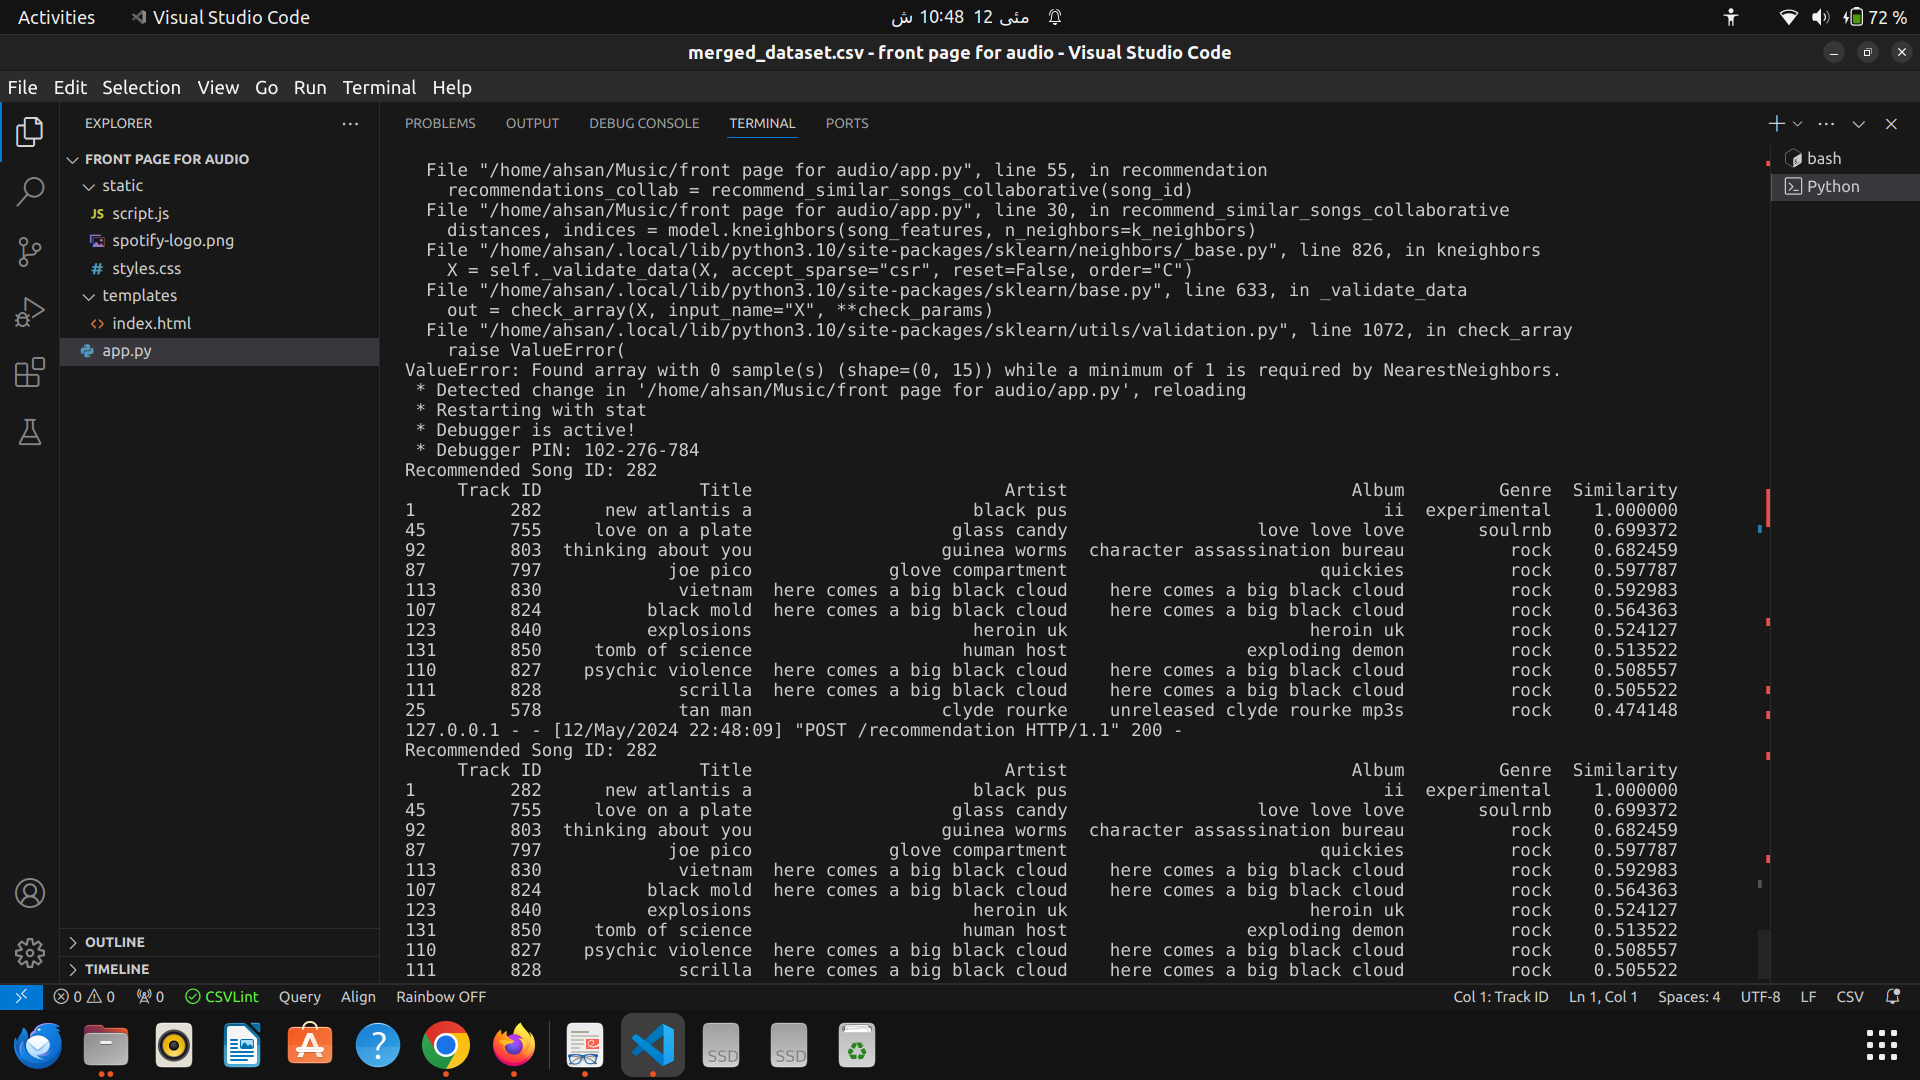 Activities
Visual Studio Code
مئی 12  10:48 ش
72 %
merged_dataset.csv - front page for audio - Visual Studio Code
File Edit Selection View Go Run Terminal Help
EXPLORER
FRONT PAGE FOR AUDIO
static
JS script.js
spotify-logo.png
# styles.css
templates
<> index.html
app.py
OUTLINE
TIMELINE
PROBLEMS OUTPUT DEBUG CONSOLE TERMINAL PORTS
bash
Python
File "/home/ahsan/Music/front page for audio/app.py", line 55, in recommendation
recommendations_collab = recommend_similar_songs_collaborative(song_id)
File "/home/ahsan/Music/front page for audio/app.py", line 30, in recommend_similar_songs_collaborative
distances, indices = model.kneighbors(song_features, n_neighbors=k_neighbors)
File "/home/ahsan/.local/lib/python3.10/site-packages/sklearn/neighbors/_base.py", line 826, in kneighbors
X = self._validate_data(X, accept_sparse="csr", reset=False, order="C")
File "/home/ahsan/.local/lib/python3.10/site-packages/sklearn/base.py", line 633, in _validate_data
out = check_array(X, input_name="X", **check_params)
File "/home/ahsan/.local/lib/python3.10/site-packages/sklearn/utils/validation.py", line 1072, in check_array
raise ValueError(
ValueError: Found array with 0 sample(s) (shape=(0, 15)) while a minimum of 1 is required by NearestNeighbors.
* Detected change in '/home/ahsan/Music/front page for audio/app.py', reloading
* Restarting with stat
* Debugger is active!
* Debugger PIN: 102-276-784
Recommended Song ID: 282
Track ID Title Artist Album Genre Similarity
1 282 new atlantis a black pus ii experimental 1.000000
45 755 love on a plate glass candy love love love soulrnb 0.699372
92 803 thinking about you guinea worms character assassination bureau rock 0.682459
87 797 joe pico glove compartment quickies rock 0.597787
113 830 vietnam here comes a big black cloud here comes a big black cloud rock 0.592983
107 824 black mold here comes a big black cloud here comes a big black cloud rock 0.564363
123 840 explosions heroin uk heroin uk rock 0.524127
131 850 tomb of science human host exploding demon rock 0.513522
110 827 psychic violence here comes a big black cloud here comes a big black cloud rock 0.508557
111 828 scrilla here comes a big black cloud here comes a big black cloud rock 0.505522
25 578 tan man clyde rourke unreleased clyde rourke mp3s rock 0.474148
127.0.0.1 - - [12/May/2024 22:48:09] "POST /recommendation HTTP/1.1" 200 -
Recommended Song ID: 282
Track ID Title Artist Album Genre Similarity
1 282 new atlantis a black pus ii experimental 1.000000
45 755 love on a plate glass candy love love love soulrnb 0.699372
92 803 thinking about you guinea worms character assassination bureau rock 0.682459
87 797 joe pico glove compartment quickies rock 0.597787
113 830 vietnam here comes a big black cloud here comes a big black cloud rock 0.592983
107 824 black mold here comes a big black cloud here comes a big black cloud rock 0.564363
123 840 explosions heroin uk heroin uk rock 0.524127
131 850 tomb of science human host exploding demon rock 0.513522
110 827 psychic violence here comes a big black cloud here comes a big black cloud rock 0.508557
111 828 scrilla here comes a big black cloud here comes a big black cloud rock 0.505522
0 0 0 CSVLint Query Align Rainbow OFF
Col 1: Track ID Ln 1, Col 1 Spaces: 4 UTF-8 LF CSV
SSD
SSD